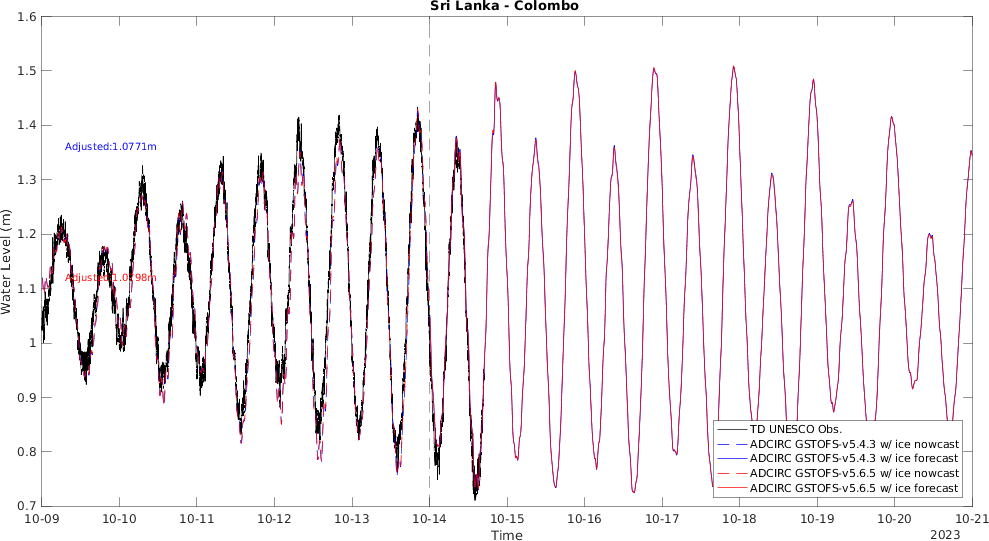 Sri Lanka - Colombo
1.6
1.5
1.4
1.3
1.2
1.1
1
0.9
0.8
0.7
Water Level (m)
Adjusted:1.0771m
Adjusted:1.0798m
TD UNESCO Obs.
ADCIRC GSTOFS-v5.4.3 w/ ice nowcast
ADCIRC GSTOFS-v5.4.3 w/ ice forecast
ADCIRC GSTOFS-v5.6.5 w/ ice nowcast
ADCIRC GSTOFS-v5.6.5 w/ ice forecast
10-09 10-10 10-11 10-12 10-13 10-14 10-15 10-16 10-17 10-18 10-19 10-20 10-21
Time
2023